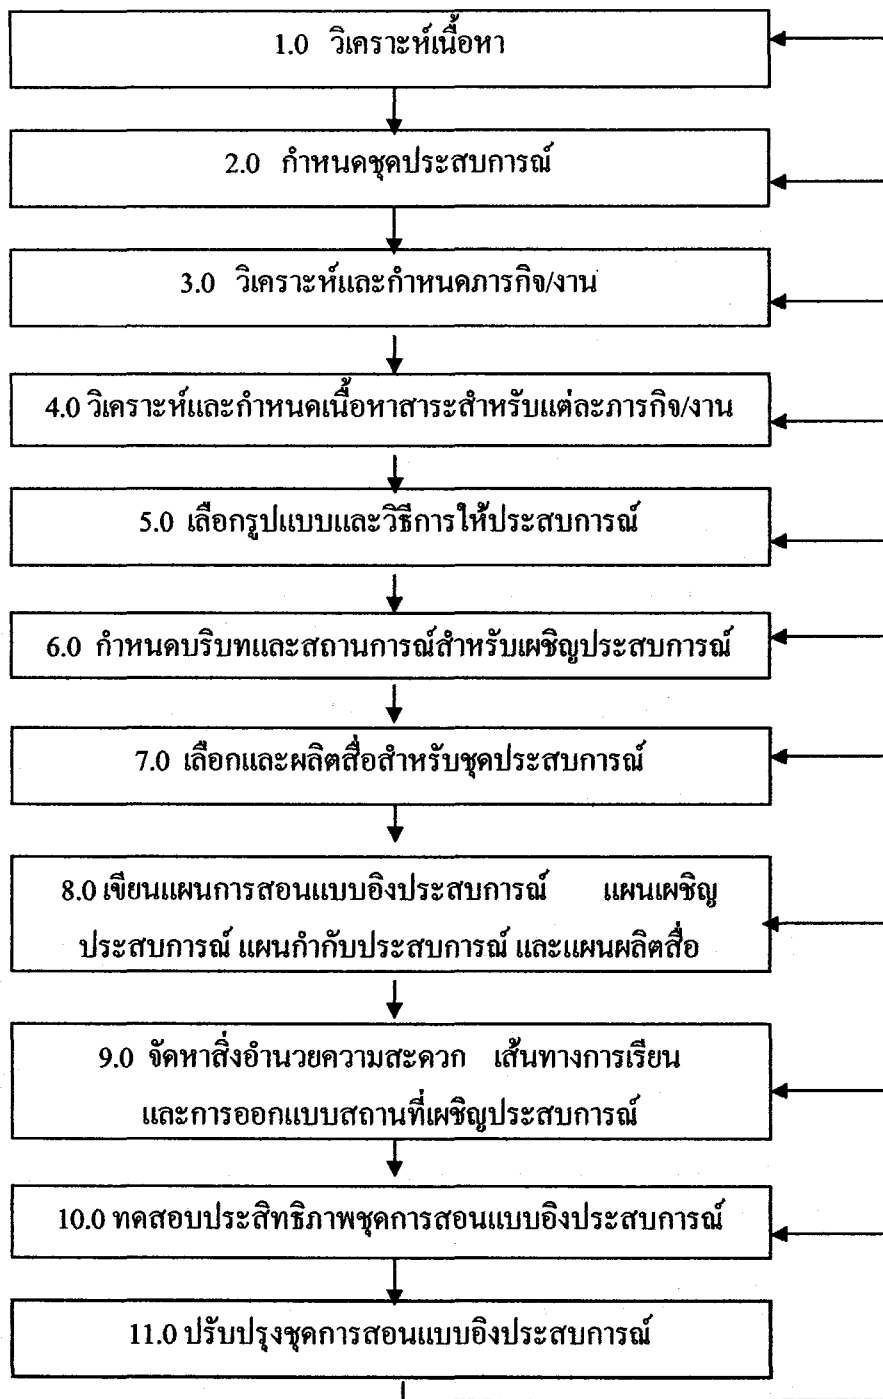 1.0 วิเคราะห์เนื้อหา
2.0 กำหนดชุดประสบการณ์
3.0 วิเคราะห์และกำหนดภารกิจ/งาน
4.0 วิเคราะห์และกำหนดเนื้อหาสาระสำหรับแต่ละภารกิจ/งาน
5.0 เลือกรูปแบบและวิธีการให้ประสบการณ์
6.0 กำหนดบริบทและสถานการณ์สำหรับเผชิญประสบการณ์
7.0 เลือกและผลิตสื่อสำหรับชุดประสบการณ์
8.0 เขียนแผนการสอนแบบอิงประสบการณ์ แผนเผชิญ
ประสบการณ์ แผนกำกับประสบการณ์ และแผนผลิตสื่อ
9.0 จัดหาสิ่งอำนวยความสะดวก เส้นทางการเรียน
และการออกแบบสถานที่เผชิญประสบการณ์
10.0 ทดสอบประสิทธิภาพชุดการสอนแบบอิงประสบการณ์
11.0 ปรับปรุงชุดการสอนแบบอิงประสบการณ์